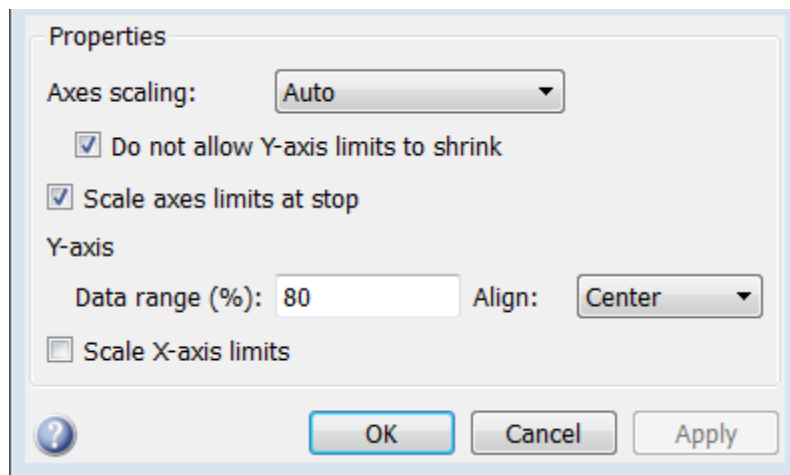 Properties
Axes scaling: Auto
Do not allow Y-axis limits to shrink
Scale axes limits at stop
Y-axis
Data range (%): 80 Align: Center
Scale X-axis limits
? OK Cancel Apply